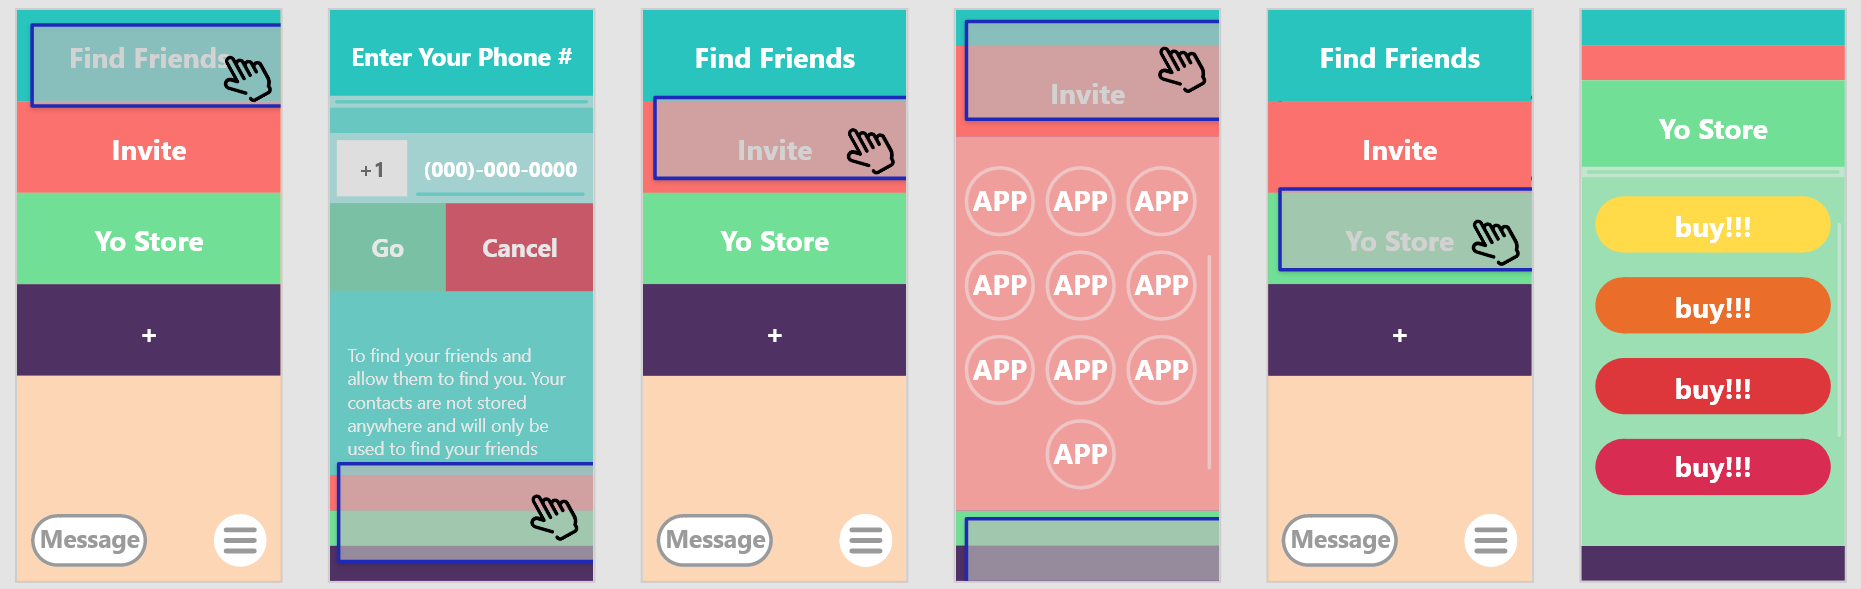 Find Friends
Invite
Yo Store
+
Message
Enter Your Phone #
+1
(000)-000-0000
Go
Cancel
To find your friends and
allow them to find you. Your
contacts are not stored
anywhere and will only be
used to find your friends
Find Friends
Invite
Yo Store
+
Message
Invite
APP APP APP
APP APP APP
APP APP APP
APP
Find Friends
Invite
Yo Store
+
Message
Yo Store
buy!!!
buy!!!
buy!!!
buy!!!